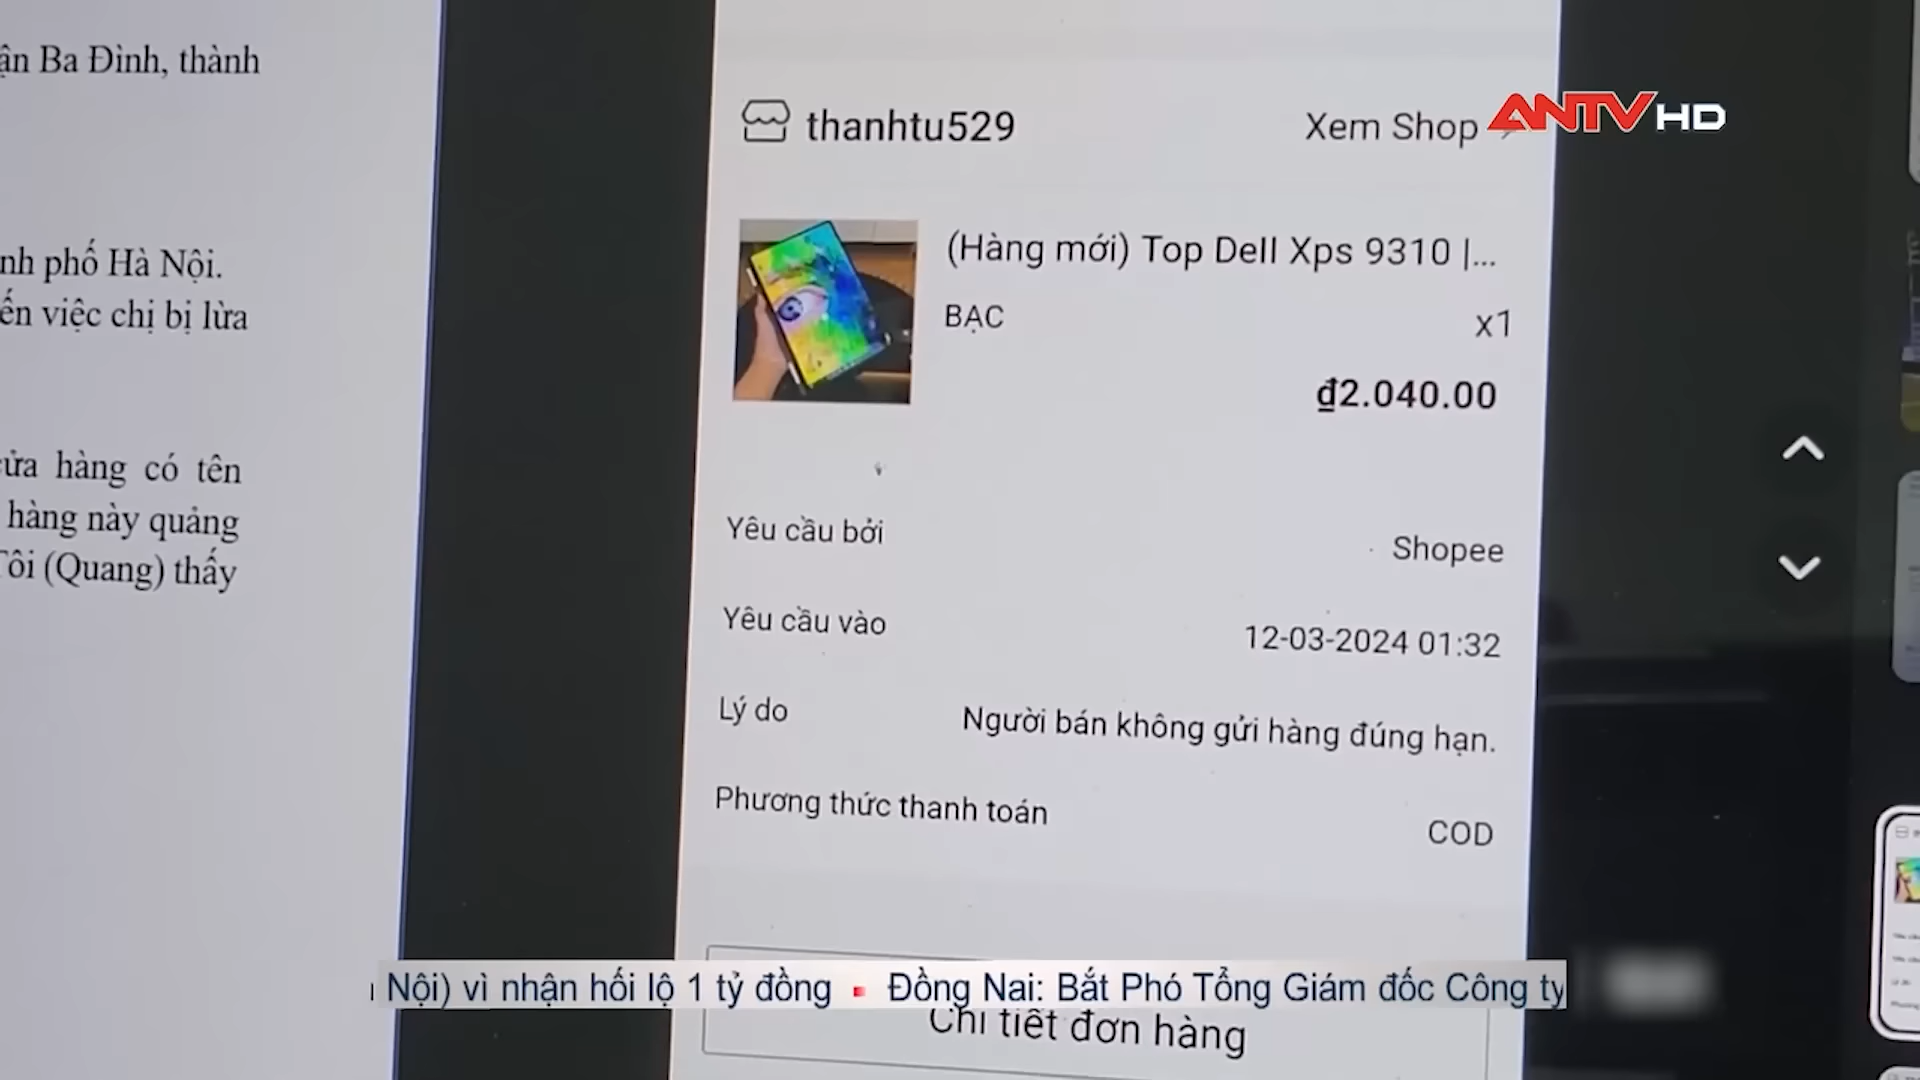 ận Ba Đình, thành
nh phố Hà Nội.
ến việc chị bị lừa
ửa hàng có tên
hàng này quảng
Tôi (Quang) thấy
thanhtu529
Xem Shop
ANTV HD
(Hàng mới) Top Dell Xps 9310 |...
BẠC
x1
₫2.040.00
Yêu cầu bởi
Shopee
Yêu cầu vào
12-03-2024 01:32
Lý do
Người bán không gửi hàng đúng hạn.
Phương thức thanh toán
COD
Nội) vì nhận hối lộ 1 tỷ đồng ▪ Đồng Nai: Bắt Phó Tổng Giám đốc Công ty
Chi tiết đơn hàng